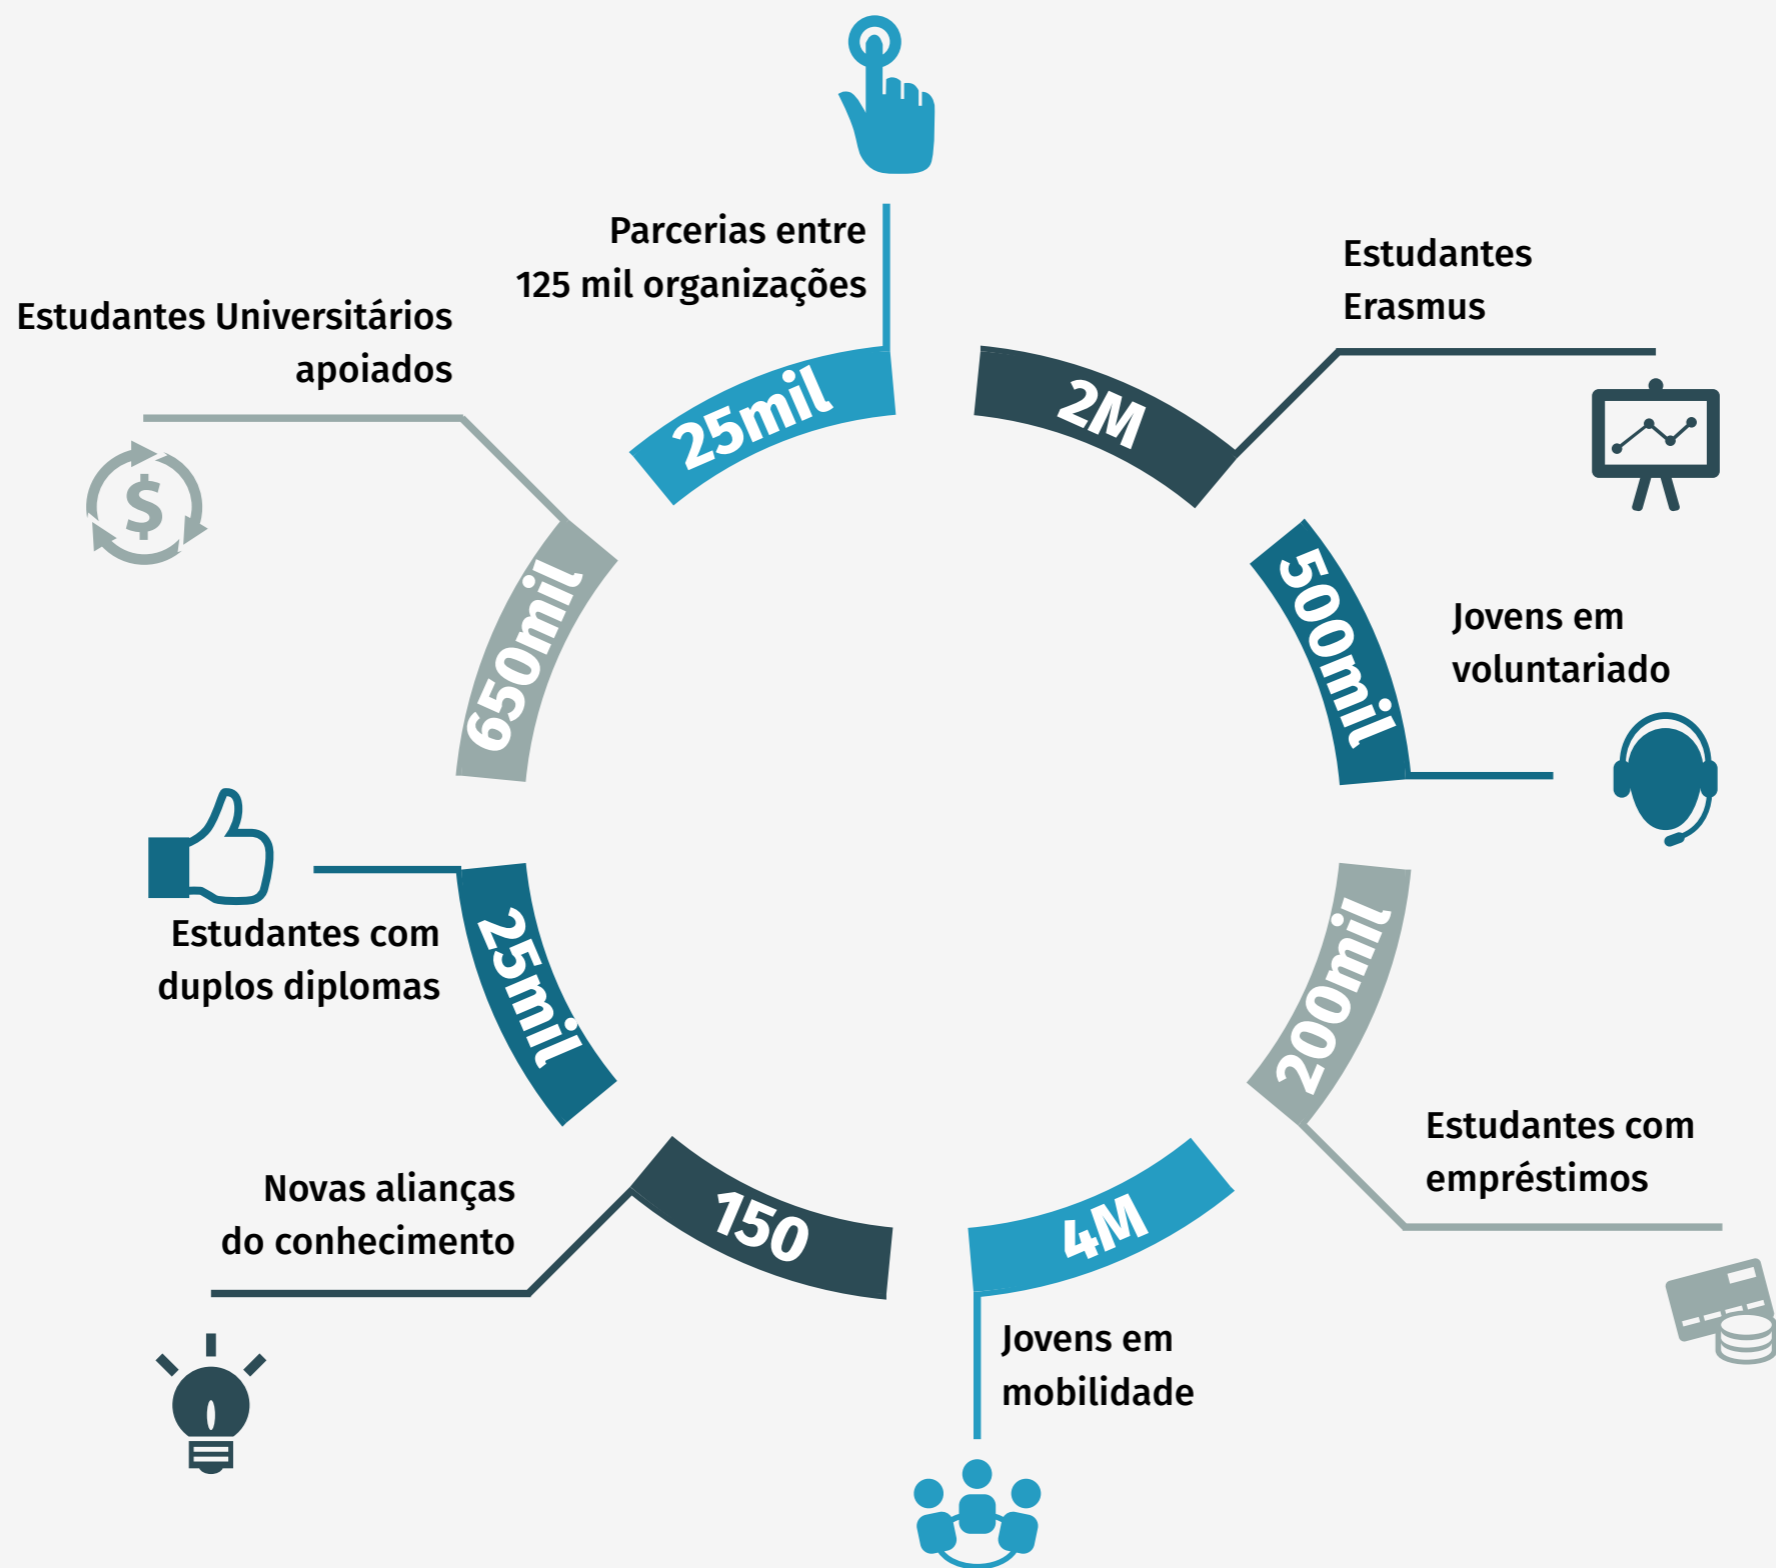 Parcerias entre
125 mil organizações
25mil
Estudantes
Erasmus
2M
Jovens em
voluntariado
500mil
Estudantes com
empréstimos
200mil
Jovens em
mobilidade
4M
Novas alianças
do conhecimento
150
Estudantes com
duplos diplomas
25mil
Estudantes Universitários
apoiados
650mil
$